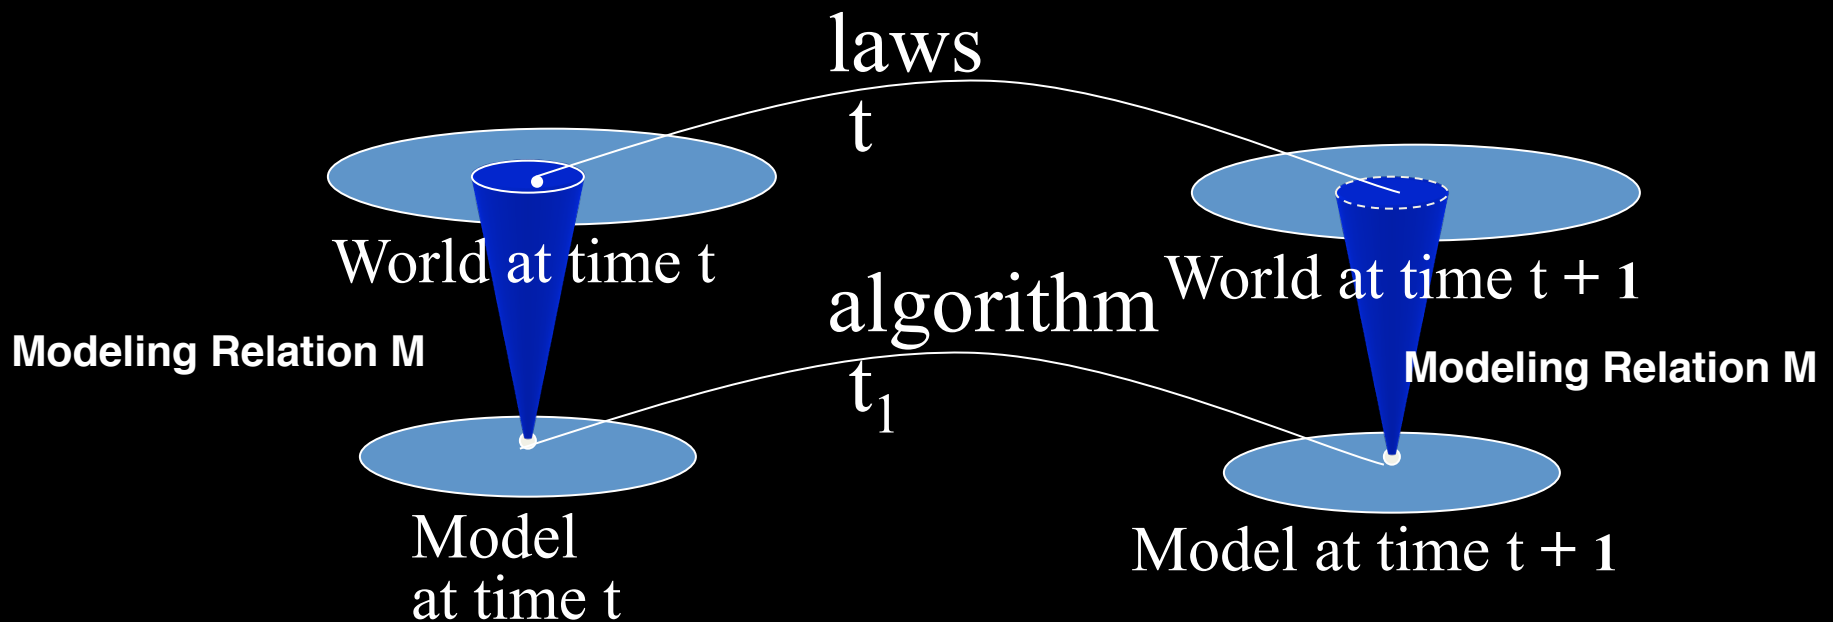 laws
t
World at time t
World at time t + 1
algorithm
t₁
Modeling Relation M
Modeling Relation M
Model
at time t
Model at time t + 1